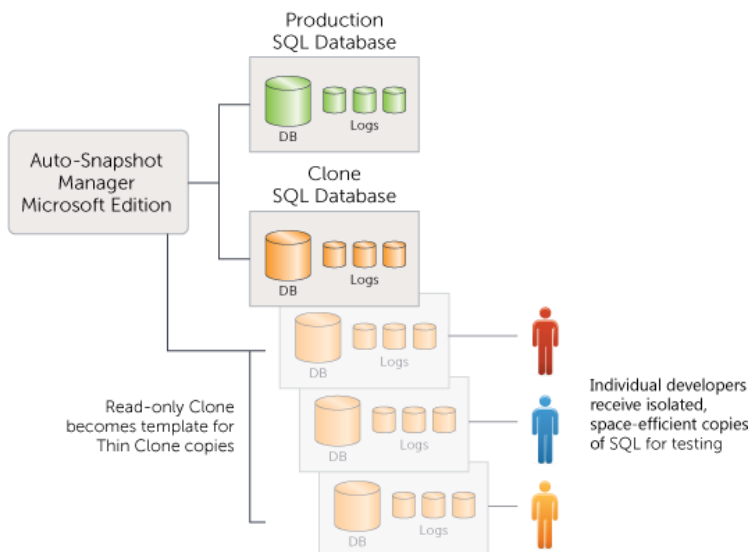 Production
SQL Database
DB
Logs
Auto-Snapshot
Manager
Microsoft Edition
Clone
SQL Database
DB
Logs
DB
Logs
Read-only Clone
becomes template for
Thin Clone copies
DB
Logs
Individual developers
receive isolated,
space-efficient copies
of SQL for testing
DB
Logs